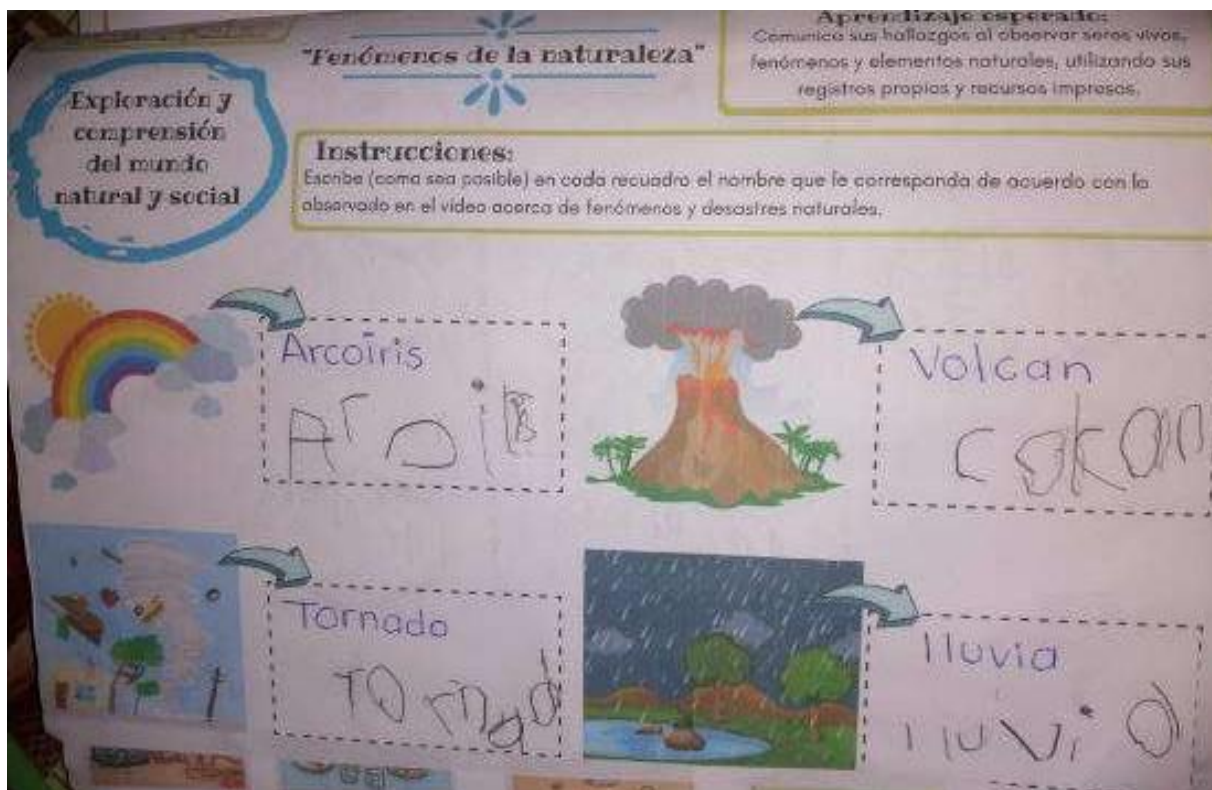 "Fenómenos de la naturaleza"
Aprendizaje esperado:
Comunica sus hallazgos al observar seres vivos,
fenómenos y elementos naturales, utilizando sus
registros propios y recursos impresos.
Exploración y
comprensión
del mundo
natural y social
Instrucciones:
Escribe (como sea posible) en cada recuadro el nombre que le corresponda de acuerdo con lo
observado en el video acerca de fenómenos y desastres naturales.
Arcoíris
Volcan
Tornado
TOrnad
lluvia
lluvia